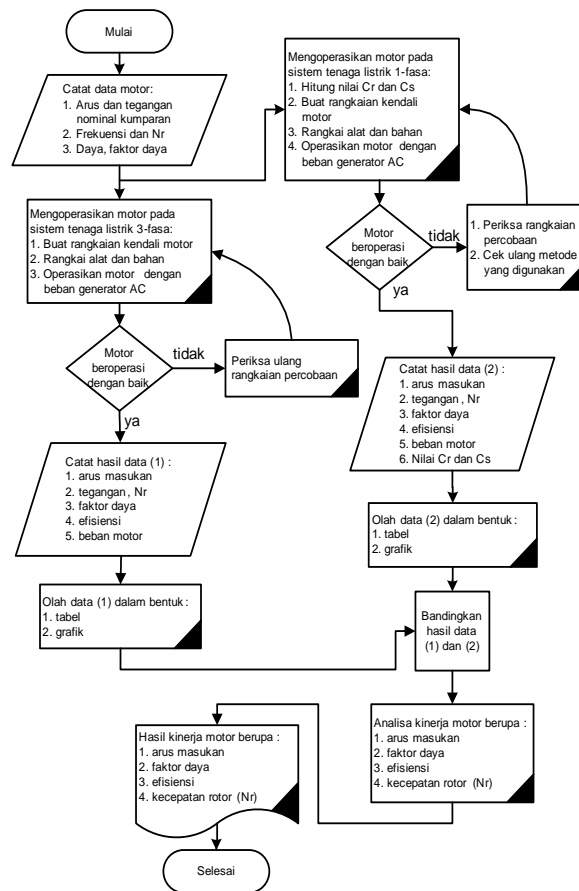 Mulai
Catat data motor:
1. Arus dan tegangan
nominal kumparan
2. Frekuensi dan Nr
3. Daya, faktor daya
Mengoperasikan motor pada
sistem tenaga listrik 3-fasa:
1. Buat rangkaian kendali motor
2. Rangkai alat dan bahan
3. Operasikan motor dengan
beban generator AC
Motor
beroperasi
dengan baik
tidak
Periksa ulang
rangkaian percobaan
ya
Catat hasil data (1) :
1. arus masukan
2. tegangan , Nr
3. faktor daya
4. efisiensi
5. beban motor
Olah data (1) dalam bentuk :
1. tabel
2. grafik
Mengoperasikan motor pada
sistem tenaga listrik 1-fasa:
1. Hitung nilai Cr dan Cs
2. Buat rangkaian kendali
motor
3. Rangkai alat dan bahan
4. Operasikan motor dengan
beban generator AC
Motor
beroperasi
dengan baik
tidak
1. Periksa rangkaian
percobaan
2. Cek ulang metode
yang digunakan
ya
Catat hasil data (2) :
1. arus masukan
2. tegangan , Nr
3. faktor daya
4. efisiensi
5. beban motor
6. Nilai Cr dan Cs
Olah data (2) dalam bentuk :
1. tabel
2. grafik
Bandingkan
hasil data
(1) dan (2)
Analisa kinerja motor berupa :
1. arus masukan
2. faktor daya
3. efisiensi
4. kecepatan rotor (Nr)
Hasil kinerja motor berupa :
1. arus masukan
2. faktor daya
3. efisiensi
4. kecepatan rotor (Nr)
Selesai